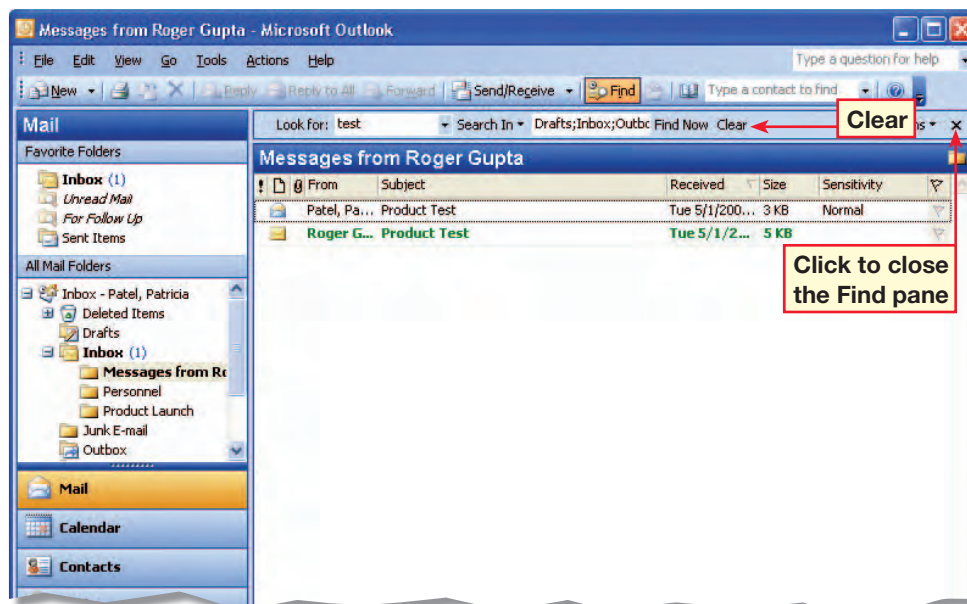 Messages from Roger Gupta - Microsoft Outlook
File Edit View Go Tools Actions Help Type a question for help
New Reply Reply to All Forward Send/Receive Find Type a contact to find
Mail Look for: test Search In Drafts;Inbox;Outbo Find Now Clear Clear
Favorite Folders
Messages from Roger Gupta
Inbox (1)
Unread Mail
For Follow Up
Sent Items
From Subject Received Size Sensitivity
Patel, Pa... Product Test Tue 5/1/200... 3 KB Normal
Roger G... Product Test Tue 5/1/2... 5 KB
Click to close
the Find pane
All Mail Folders
Inbox - Patel, Patricia
Deleted Items
Drafts
Inbox (1)
Messages from Ro
Personnel
Product Launch
Junk E-mail
Outbox
Mail
Calendar
Contacts